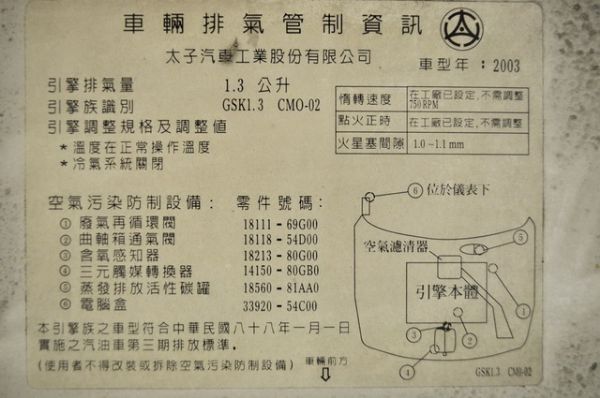 車輛排氣管制資訊
太子汽車工業股份有限公司
車型年：2003
引擎排氣量 1.3 公升
引擎族識別 GSK1.3 CMO-02
引擎調整規格及調整值
*溫度在正常操作溫度
*冷氣系統關閉
惰轉速度 在工廠已設定,不需調整
750 RPM
點火正時 在工廠已設定,不需調整
火星塞間隙 1.0~1.1 mm
空氣污染防制設備： 零件號碼：
① 廢氣再循環閥 18111-69G00
② 曲軸箱通氣閥 18118-54D00
③ 含氧感知器 18213-80G00
④ 三元觸媒轉換器 14150-80GB0
⑤ 蒸發排放活性碳罐 18560-81AA0
⑥ 電腦盒 33920-54C00
本引擎族之車型符合中華民國八十八年一月一日
實施之汽油車第三期排放標準.
(使用者不得改裝或拆除空氣污染防制設備)
車輛前方
⑥ 位於儀表下
空氣濾清器
⑤
引擎本體
①
③
②
④
GSK1.3 CMO-02